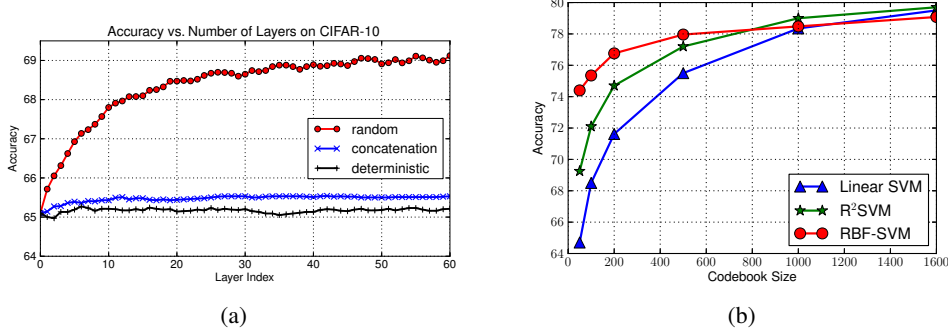 Accuracy vs. Number of Layers on CIFAR-10
Accuracy
69
68
67
66
65
64
0 10 20 30 40 50 60
Layer Index
random
concatenation
deterministic
(a)
Accuracy
80
78
76
74
72
70
68
66
64
0 200 400 600 800 1000 1200 1400 1600
Codebook Size
Linear SVM
R²SVM
RBF-SVM
(b)